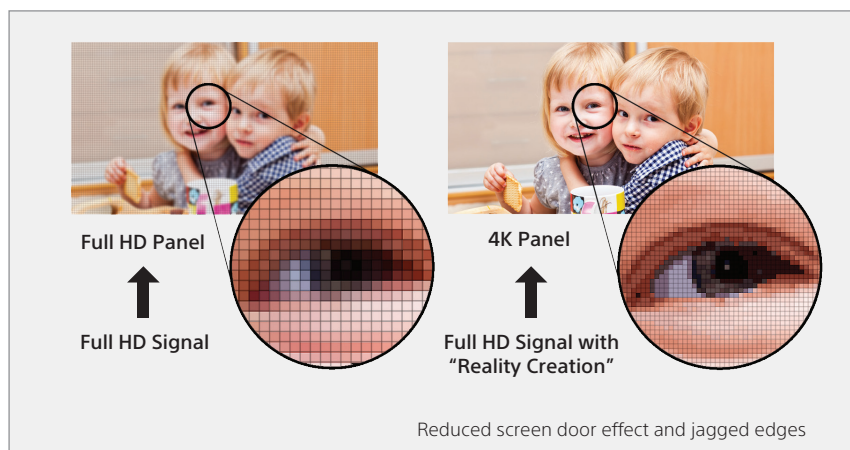 Full HD Panel
Full HD Signal
4K Panel
Full HD Signal with
“Reality Creation”
Reduced screen door effect and jagged edges